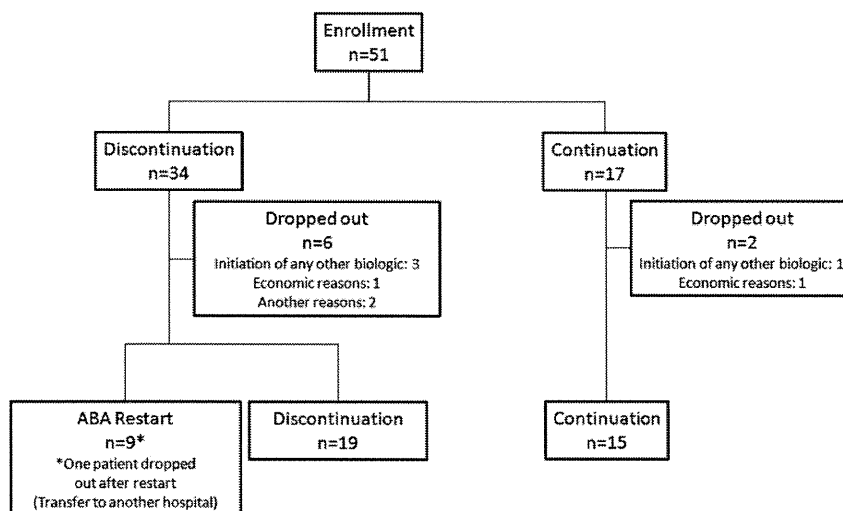 Enrollment
n=51
Discontinuation
n=34
Continuation
n=17
Dropped out
n=6
Initiation of any other biologic: 3
Economic reasons: 1
Another reasons: 2
Dropped out
n=2
Initiation of any other biologic: 1
Economic reasons: 1
ABA Restart
n=9*
*One patient dropped
out after restart
(Transfer to another hospital)
Discontinuation
n=19
Continuation
n=15